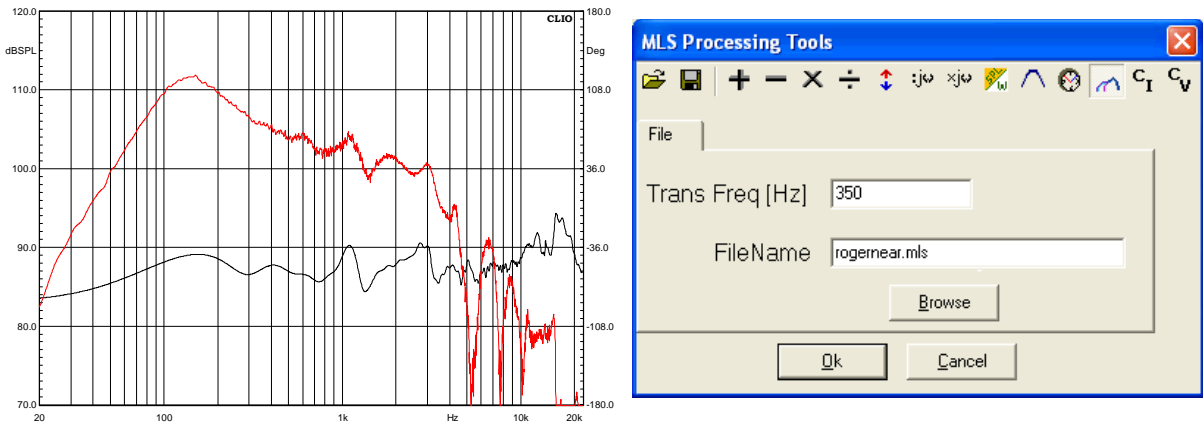 120.0
dBSPL
110.0
100.0
90.0
80.0
70.0
CLIO
180.0
Deg
108.0
36.0
-36.0
-108.0
-180.0
20
100
1k
Hz
10k
20k
MLS Processing Tools
:jω
×jω
C I
C V
File
Trans Freq [Hz]
350
FileName
rogernear.mls
Browse
Ok
Cancel